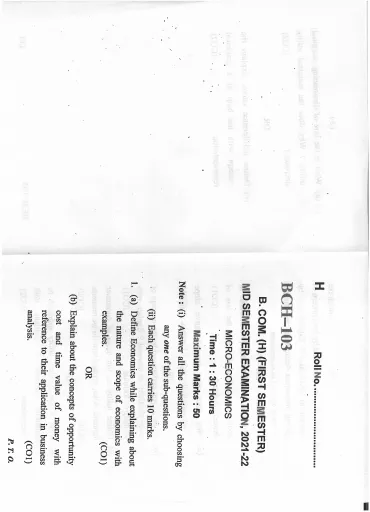 H
Roll No. ........................................
BCH–103
B. COM. (H) (FIRST SEMESTER)
MID SEMESTER EXAMINATION, 2021-22
MICRO-ECONOMICS
Time : 1 : 30 Hours
Maximum Marks : 50
Note : (i) Answer all the questions by choosing
any one of the sub-questions.
(ii) Each question carries 10 marks.
1. (a) Define Economics while explaining about
the nature and scope of economics with
examples. (CO1)
OR
(b) Explain about the concepts of opportunity
cost and time value of money with
reference to their application in business
analysis. (CO1)
P. T. O.